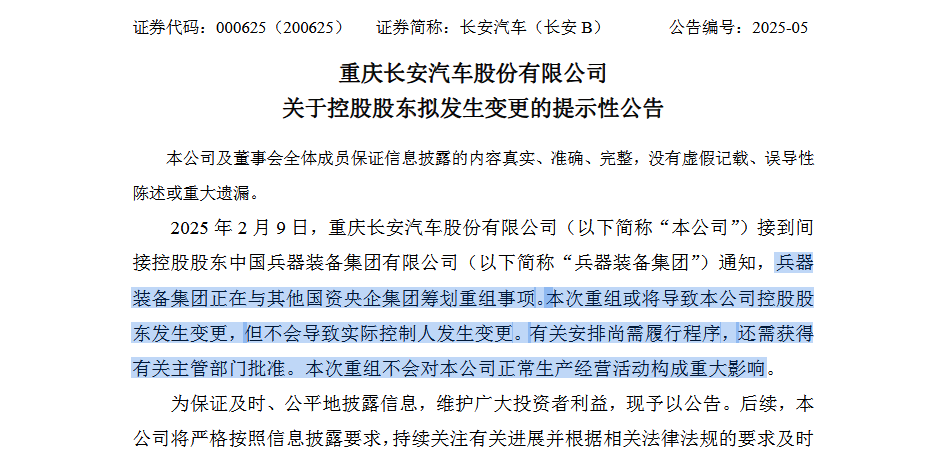 证券代码：000625（200625） 证券简称：长安汽车（长安B） 公告编号：2025-05
重庆长安汽车股份有限公司
关于控股股东拟发生变更的提示性公告
本公司及董事会全体成员保证信息披露的内容真实、准确、完整，没有虚假记载、误导性
陈述或重大遗漏。
2025 年 2 月 9 日，重庆长安汽车股份有限公司（以下简称“本公司”）接到间
接控股股东中国兵器装备集团有限公司（以下简称“兵器装备集团”）通知，兵器
装备集团正在与其他国资央企集团筹划重组事项。本次重组或将导致本公司控股股
东发生变更，但不会导致实际控制人发生变更。有关安排尚需履行程序，还需获得
有关主管部门批准。本次重组不会对本公司正常生产经营活动构成重大影响。
为保证及时、公平地披露信息，维护广大投资者利益，现予以公告。后续，本
公司将严格按照信息披露要求，持续关注有关进展并根据相关法律法规的要求及时